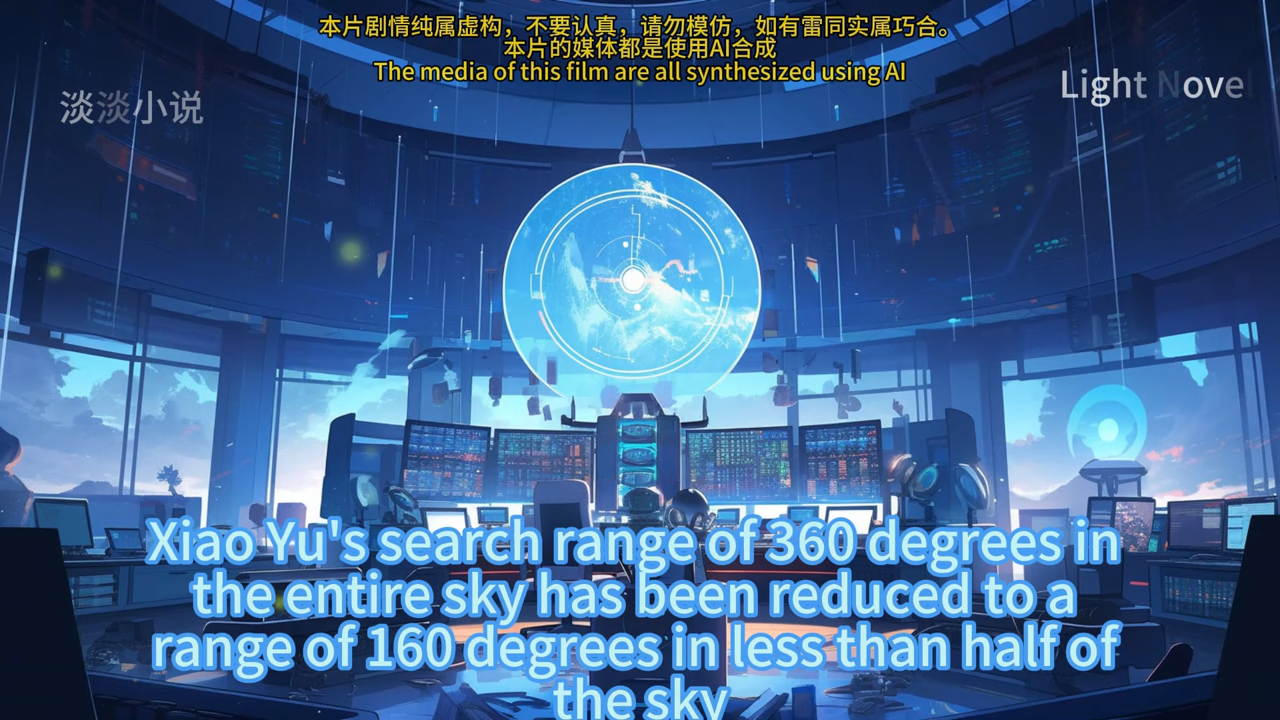 本片剧情纯属虚构，不要认真，请勿模仿，如有雷同实属巧合。
本片的媒体都是使用AI合成
The media of this film are all synthesized using AI
淡淡小说
Light Novel
Xiao Yu's search range of 360 degrees in
the entire sky has been reduced to a
range of 160 degrees in less than half of
the sky